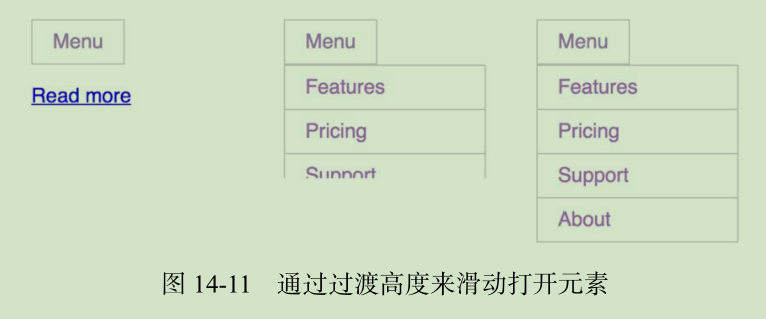 Menu
Read more
Menu
Features
Pricing
Support
Menu
Features
Pricing
Support
About
图 14-11 通过过渡高度来滑动打开元素